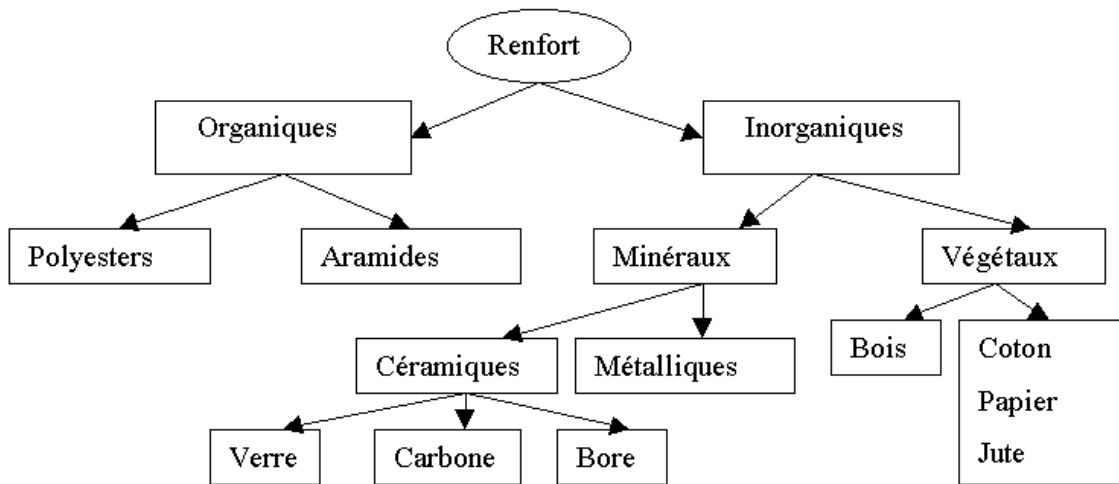 Renfort
Organiques
Inorganiques
Polyesters
Aramides
Minéraux
Végétaux
Céramiques
Métalliques
Bois
Coton
Papier
Jute
Verre
Carbone
Bore